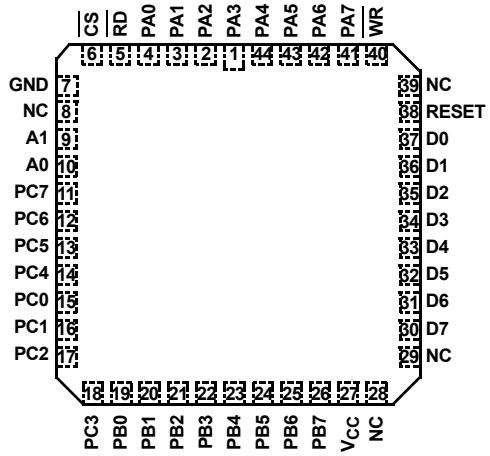 CS RD PA0 PA1 PA2 PA3 PA4 PA5 PA6 PA7 WR
6 5 4 3 2 1 44 43 42 41 40
GND 7 39 NC
NC 8 38 RESET
A1 9 37 D0
A0 10 36 D1
PC7 11 35 D2
PC6 12 34 D3
PC5 13 33 D4
PC4 14 32 D5
PC0 15 31 D6
PC1 16 30 D7
PC2 17 29 NC
18 19 20 21 22 23 24 25 26 27 28
PC3 PB0 PB1 PB2 PB3 PB4 PB5 PB6 PB7 VCC NC